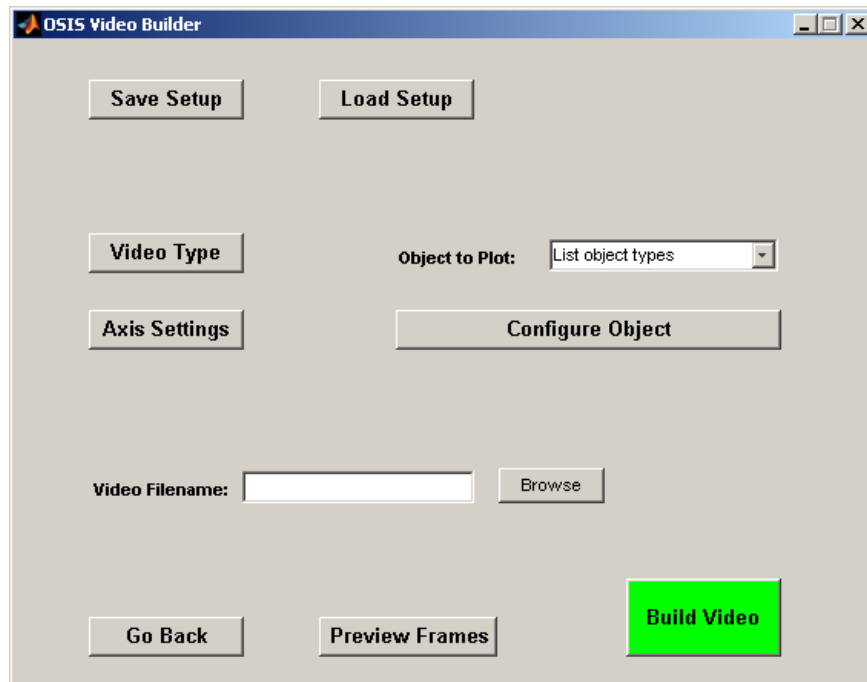 OSIS Video Builder
Save Setup
Load Setup
Video Type
Object to Plot:
List object types
Axis Settings
Configure Object
Video Filename:
Browse
Go Back
Preview Frames
Build Video